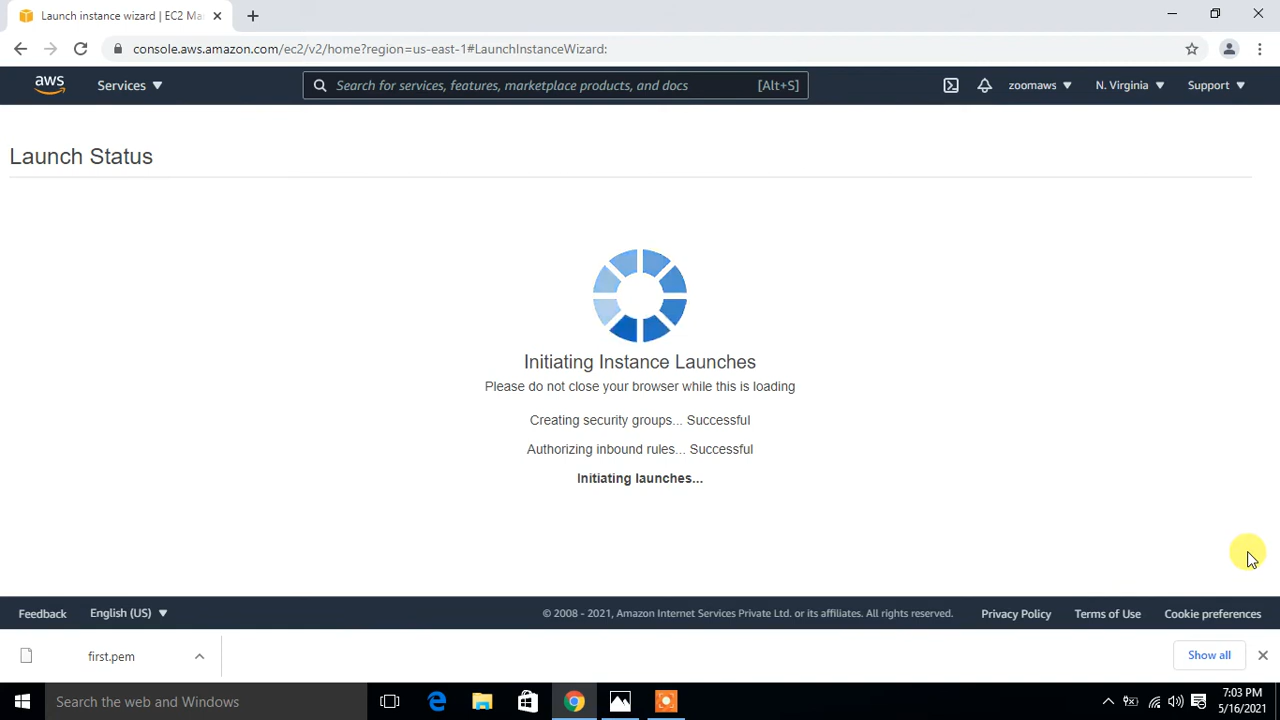 Launch instance wizard | EC2 Ma
console.aws.amazon.com/ec2/v2/home?region=us-east-1#LaunchInstanceWizard:
aws
Services
Search for services, features, marketplace products, and docs
[Alt+S]
zoomaws
N. Virginia
Support
Launch Status
Initiating Instance Launches
Please do not close your browser while this is loading
Creating security groups... Successful
Authorizing inbound rules... Successful
Initiating launches...
Feedback
English (US)
© 2008 - 2021, Amazon Internet Services Private Ltd. or its affiliates. All rights reserved.
Privacy Policy
Terms of Use
Cookie preferences
first.pem
Show all
Search the web and Windows
7:03 PM
5/16/2021